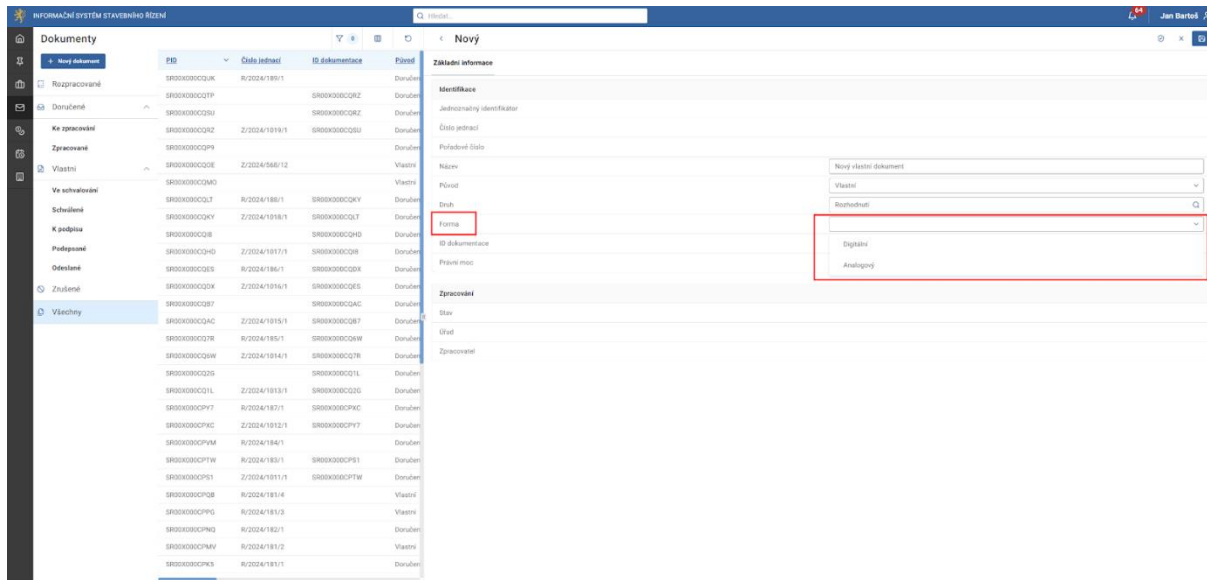 INFORMAČNÍ SYSTÉM STAVEBNÍHO ŘÍZENÍ
Hledat...
64
Jan Bartoš
Dokumenty
+ Nový dokument
Rozpracované
Doručené
Ke zpracování
Zpracované
Vlastní
Ve schvalování
Schválené
K podpisu
Podepsané
Odeslané
Zrušené
Všechny
PID Číslo jednací ID dokumentace Původ
SR00X000CQUK R/2024/189/1 Doručen
SR00X000CQTP SR00X000CQRZ Doručen
SR00X000CQSU SR00X000CQRZ Doručen
SR00X000CQRZ Z/2024/1019/1 SR00X000CQSU Doručen
SR00X000CQP9 Doručen
SR00X000CQOE Z/2024/566/12 Vlastní
SR00X000CQMO Vlastní
SR00X000CQLT R/2024/188/1 SR00X000CQKY Doručen
SR00X000CQKY Z/2024/1018/1 SR00X000CQLT Doručen
SR00X000CQI8 SR00X000CQHD Doručen
SR00X000CQHD Z/2024/1017/1 SR00X000CQI8 Doručen
SR00X000CQES R/2024/186/1 SR00X000CQDX Doručen
SR00X000CQDX Z/2024/1016/1 SR00X000CQES Doručen
SR00X000CQB7 SR00X000CQAC Doručen
SR00X000CQAC Z/2024/1015/1 SR00X000CQB7 Doručen
SR00X000CQ7R R/2024/185/1 SR00X000CQ6W Doručen
SR00X000CQ6W Z/2024/1014/1 SR00X000CQ7R Doručen
SR00X000CQ2G SR00X000CQ1L Doručen
SR00X000CQ1L Z/2024/1013/1 SR00X000CQ2G Doručen
SR00X000CPY7 R/2024/187/1 SR00X000CPXC Doručen
SR00X000CPXC Z/2024/1012/1 SR00X000CPY7 Doručen
SR00X000CPVM R/2024/184/1 Doručen
SR00X000CPTW R/2024/183/1 SR00X000CPS1 Doručen
SR00X000CPS1 Z/2024/1011/1 SR00X000CPTW Doručen
SR00X000CPQB R/2024/181/4 Vlastní
SR00X000CPPG R/2024/181/3 Vlastní
SR00X000CPNQ R/2024/182/1 Doručen
SR00X000CPMV R/2024/181/2 Vlastní
SR00X000CPK5 R/2024/181/1 Doručen
Nový
Základní informace
Identifikace
Jednoznačný identifikátor
Číslo jednací
Pořadové číslo
Název Nový vlastní dokument
Původ Vlastní
Druh Rozhodnutí
Forma
Digitální
Analogový
ID dokumentace
Právní moc
Zpracování
Stav
Úřad
Zpracovatel